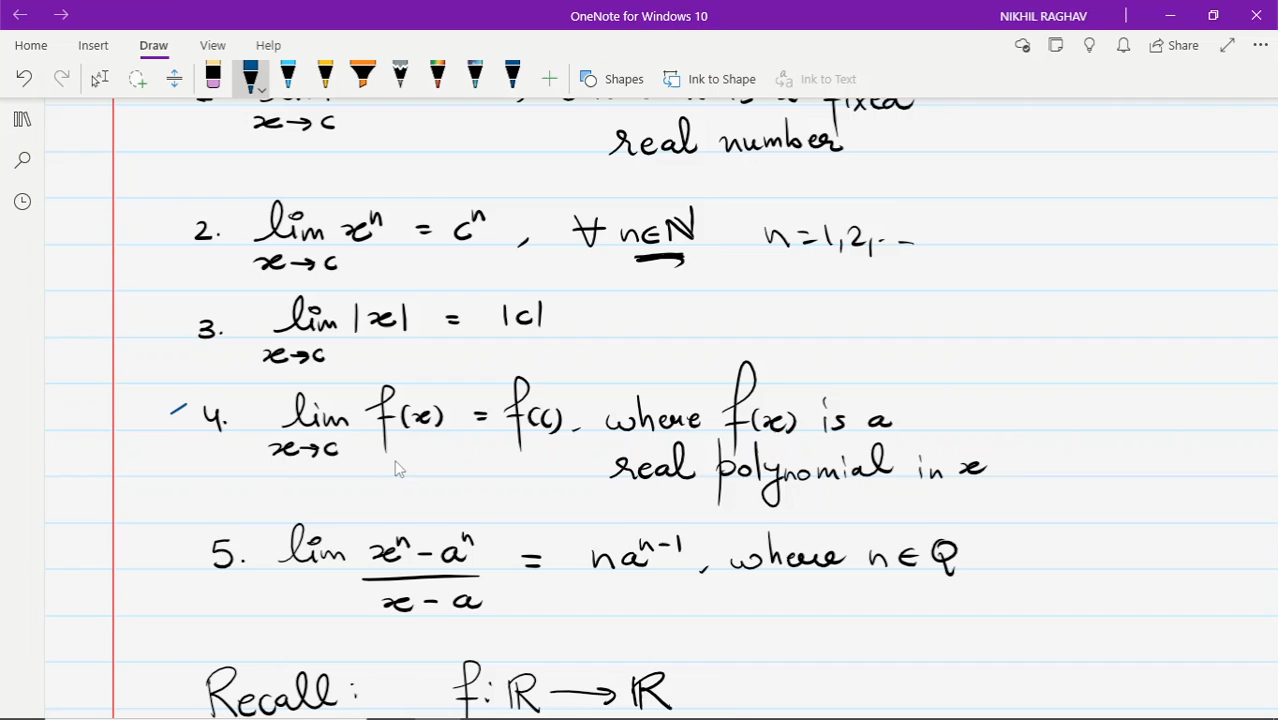 OneNote for Windows 10
NIKHIL RAGHAV
Home Insert Draw View Help
Share
Shapes Ink to Shape Ink to Text
x→c
fixed
real number
2. lim xⁿ = cⁿ, ∀ n∈ℕ n=1,2,--
x→c
3. lim |x| = |c|
x→c
4. lim f(x) = f(c), where f(x) is a
x→c real polynomial in x
5. lim xⁿ - aⁿ = naⁿ⁻¹, where n ∈ Q
x - a
Recall: f: ℝ → ℝ